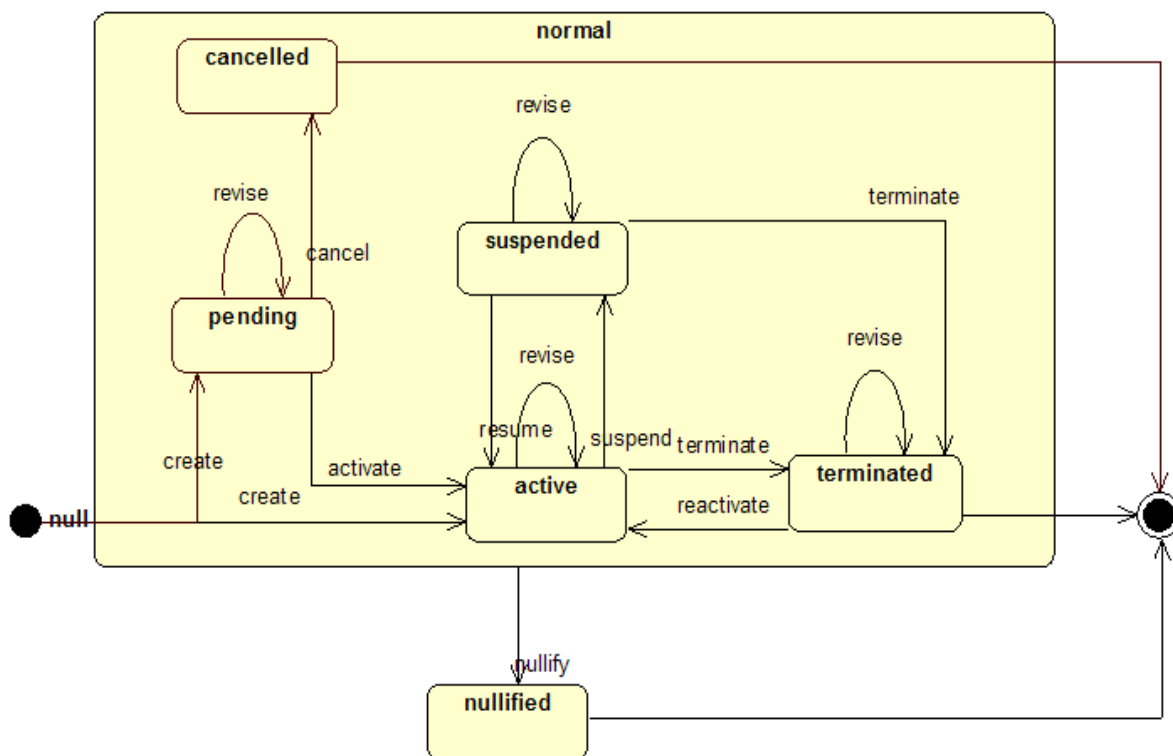 normal
cancelled
revise
revise
terminate
suspended
cancel
pending
revise
revise
resume
suspend
terminate
create
activate
active
terminated
create
reactivate
null
nullify
nullified